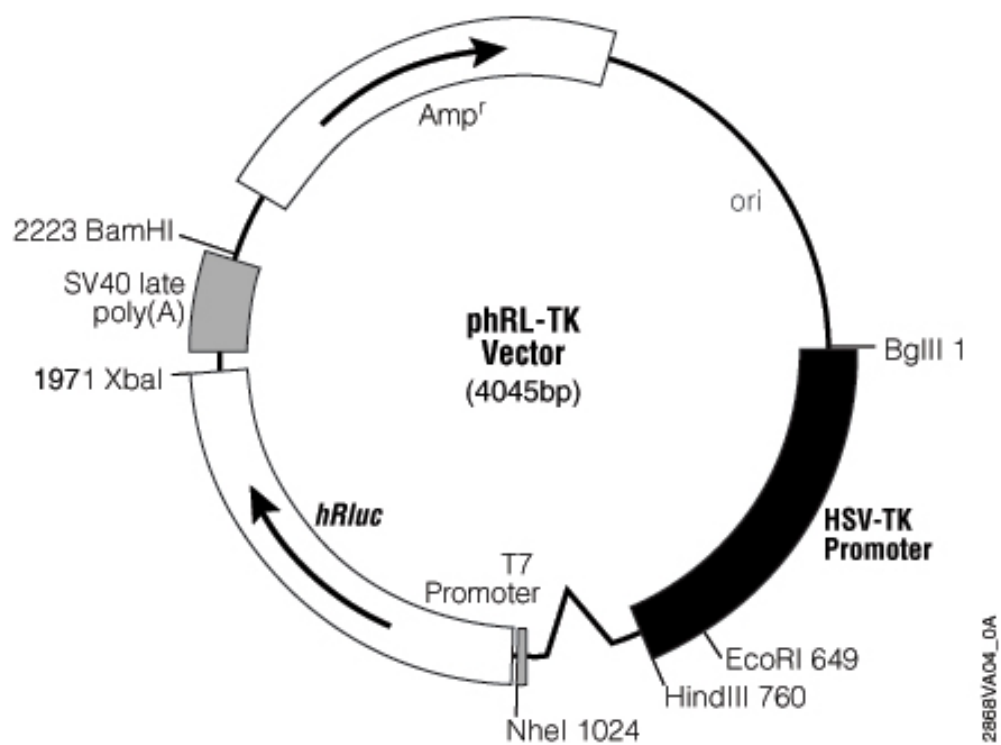 Ampʳ
ori
2223 BamHI
SV40 late
poly(A)
phRL-TK
Vector
(4045bp)
BglII 1
1971 XbaI
hRluc
HSV-TK
Promoter
T7
Promoter
EcoRI 649
HindIII 760
NheI 1024
2868VA04_0A